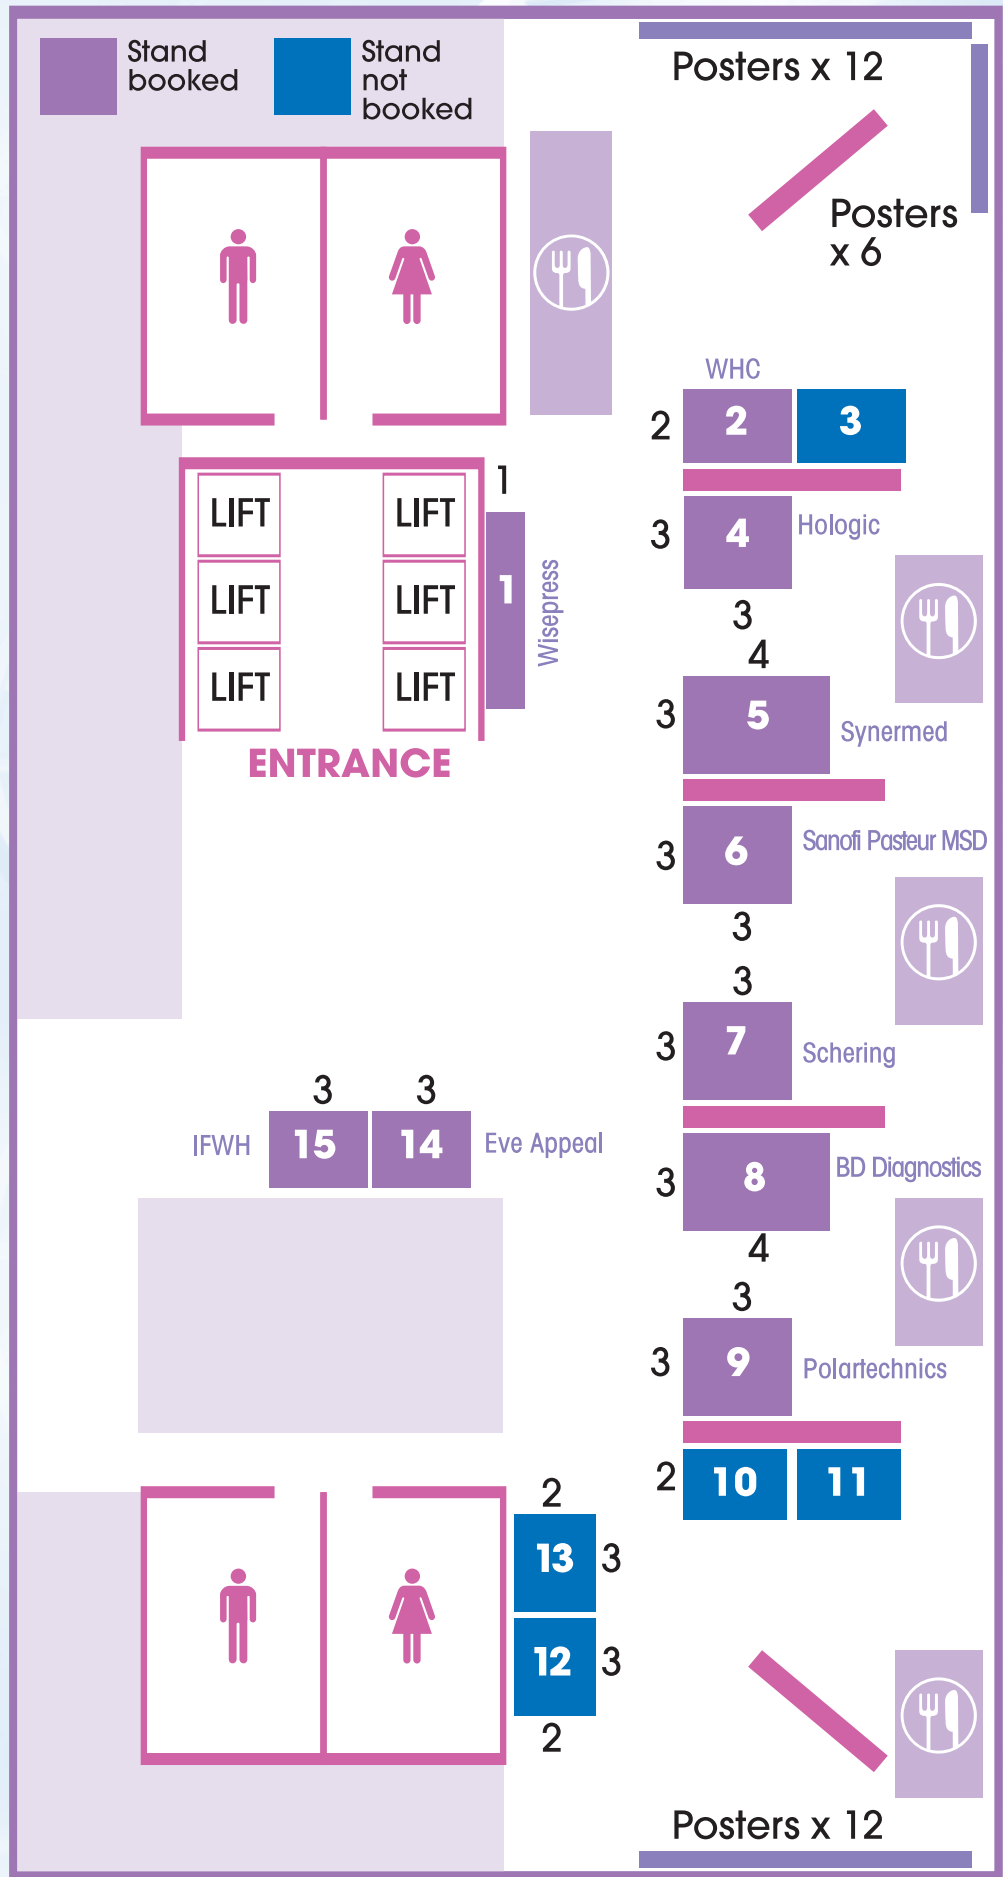 Stand
booked
Stand
not
booked
Posters x 12
Posters
x 6
WHC
2
2
3
LIFT
LIFT
1
3
4
Hologic
LIFT
LIFT
1
Wisepress
3
4
LIFT
LIFT
3
5
Synermed
ENTRANCE
3
6
Sanofi Pasteur MSD
3
3
3
7
Schering
3
3
IFWH
15
14
Eve Appeal
3
8
BD Diagnostics
4
3
3
9
Polartechnics
2
10
11
2
13
3
12
3
2
Posters x 12